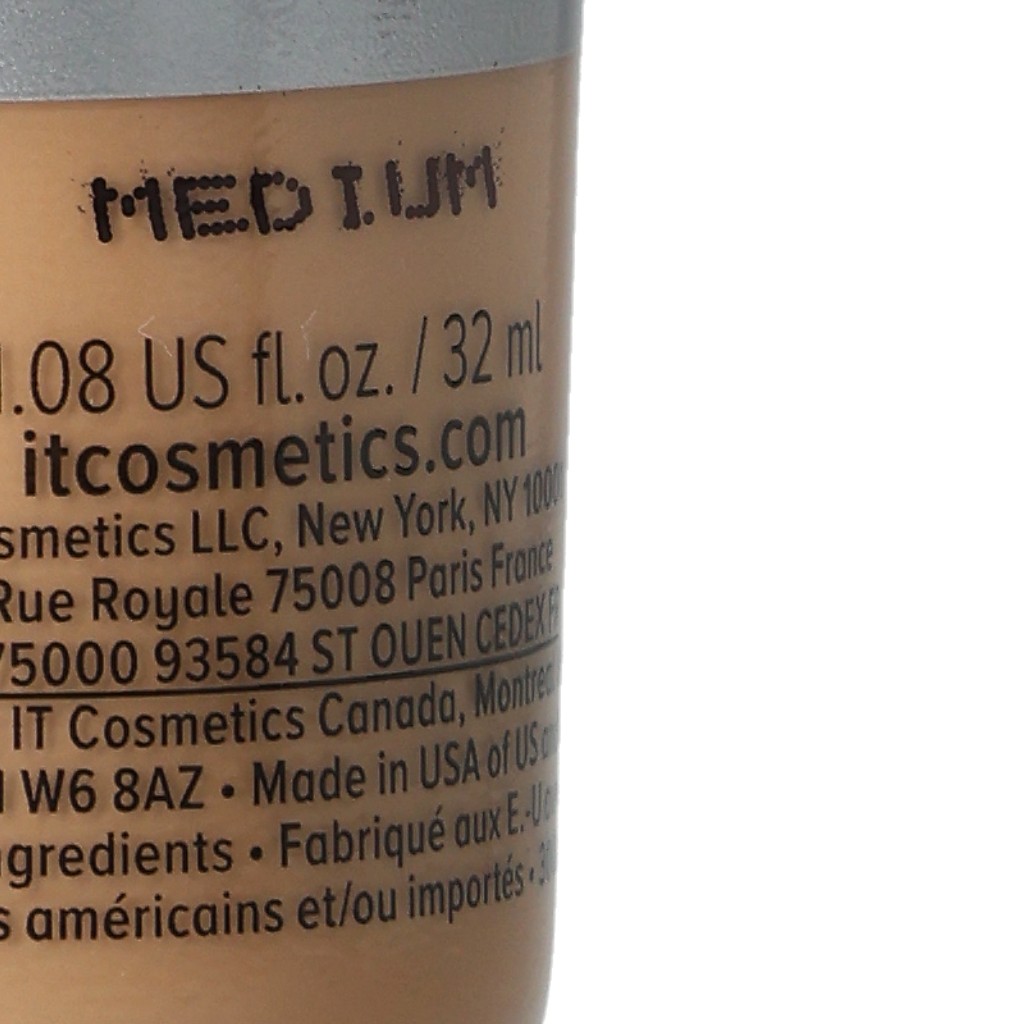 MEDIUM
1.08 US fl. oz. / 32 ml
itcosmetics.com
smetics LLC, New York, NY
Rue Royale 75008 Paris France
75000 93584 ST OUEN CEDEX
IT Cosmetics Canada,
W6 8AZ • Made in USA of US
gredients • Fabriqué aux
s américains et/ou importés •